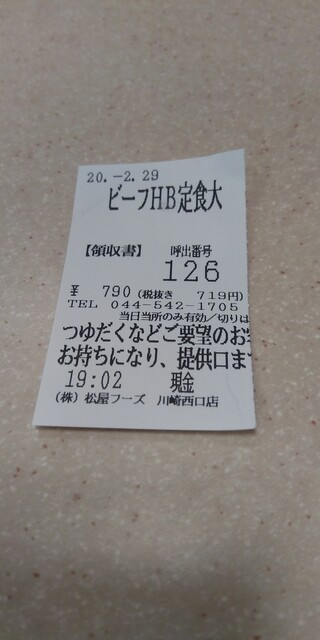 20.-2.29
ビーフHB定食大
【領収書】 呼出番号
126
¥ 790 (税抜き 719円)
TEL 044-542-1705
当日当所のみ有効/切りは
つゆだくなどご要望のお
お持ちになり、提供口ま
19:02 現金
(株) 松屋フーズ 川崎西口店